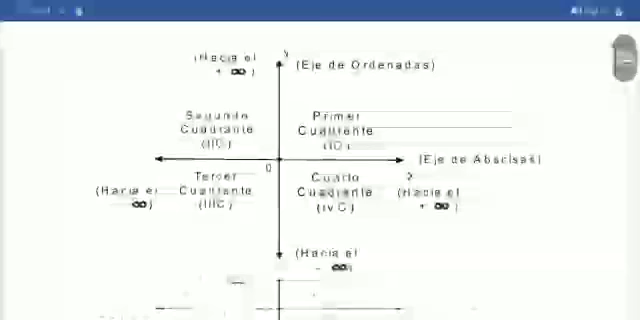 (Hacia el
+ ∞ )
y
(Eje de Ordenadas)
Segundo
Cuadrante
(IIC)
Primer
Cuadrante
(IC)
0
(Eje de Abscisas)
x
(Hacia el
∞)
Tercer
Cuadrante
(IIIC)
Cuarto
Cuadrante
(IVC)
(Hacia el
+ ∞ )
(Hacia el
- ∞)